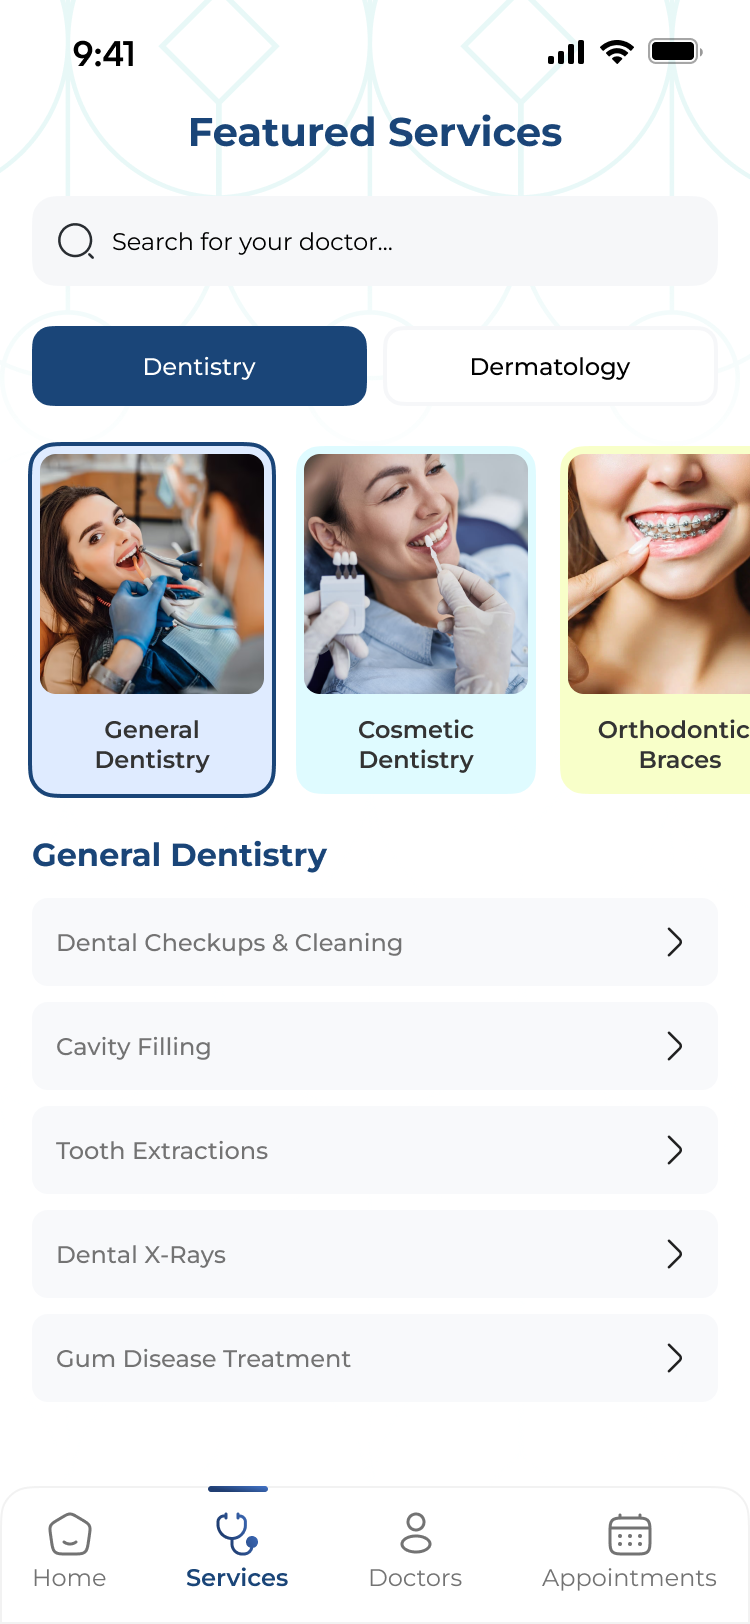 9:41
Featured Services
Search for your doctor...
Dentistry
Dermatology
General
Dentistry
Cosmetic
Dentistry
Orthodontic
Braces
General Dentistry
Dental Checkups & Cleaning
Cavity Filling
Tooth Extractions
Dental X-Rays
Gum Disease Treatment
Home
Services
Doctors
Appointments